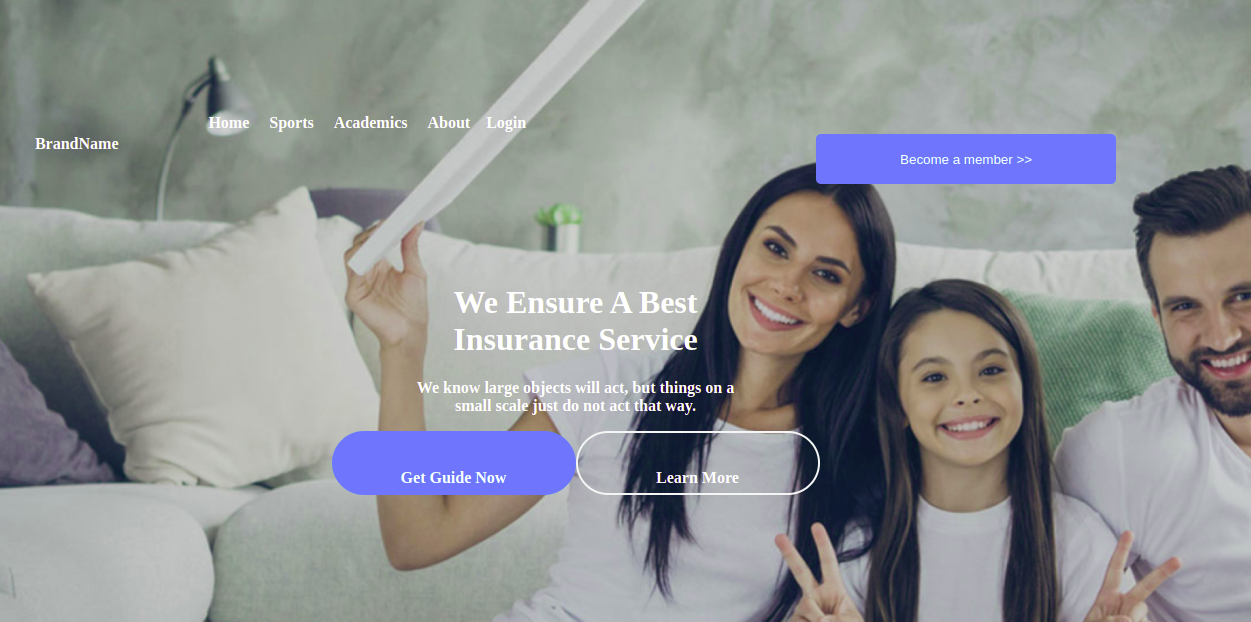 Home Sports Academics About Login
BrandName
Become a member >>
We Ensure A Best
Insurance Service
We know large objects will act, but things on a
small scale just do not act that way.
Get Guide Now Learn More